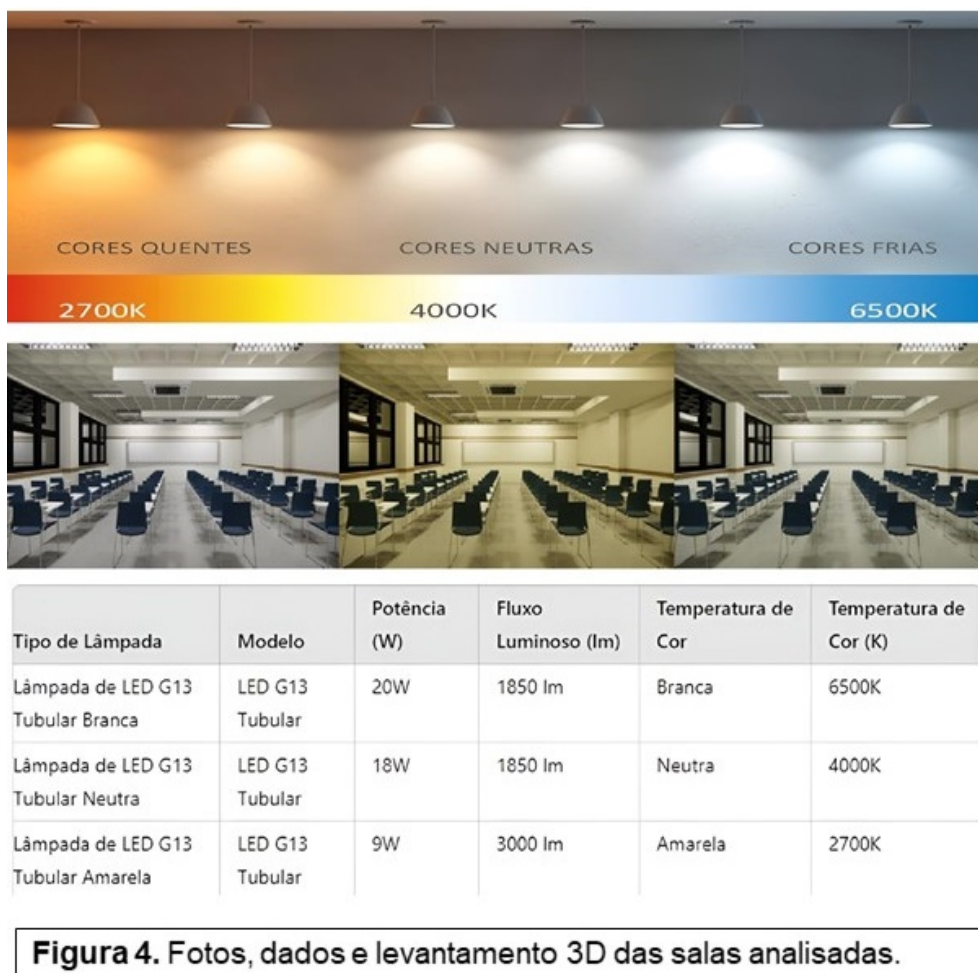 CORES QUENTES CORES NEUTRAS CORES FRIAS
2700K 4000K 6500K
Tipo de Lâmpada Modelo Potência (W) Fluxo Luminoso (lm) Temperatura de Cor Temperatura de Cor (K)
Lâmpada de LED G13 Tubular Branca LED G13 Tubular 20W 1850 lm Branca 6500K
Lâmpada de LED G13 Tubular Neutra LED G13 Tubular 18W 1850 lm Neutra 4000K
Lâmpada de LED G13 Tubular Amarela LED G13 Tubular 9W 3000 lm Amarela 2700K
Figura 4. Fotos, dados e levantamento 3D das salas analisadas.